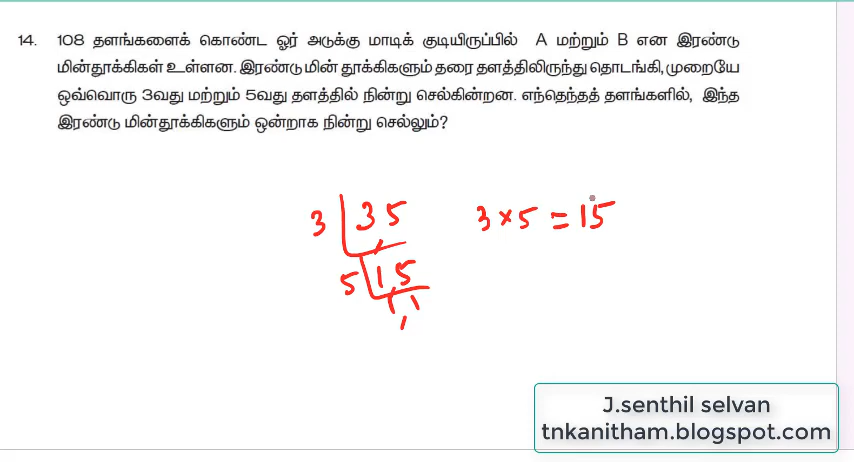 14. 108 தளங்களைக் கொண்ட ஓர் அடுக்கு மாடிக் குடியிருப்பில் A மற்றும் B என இரண்டு
மின்தூக்கிகள் உள்ளன. இரண்டு மின் தூக்கிகளும் தரை தளத்திலிருந்து தொடங்கி, முறையே
ஒவ்வொரு 3வது மற்றும் 5வது தளத்தில் நின்று செல்கின்றன. எந்தெந்தத் தளங்களில், இந்த
இரண்டு மின்தூக்கிகளும் ஒன்றாக நின்று செல்லும்?
3 | 3 5 3 × 5 = 15
5 | 1 5
1 1
J.senthil selvan
tnkanitham.blogspot.com